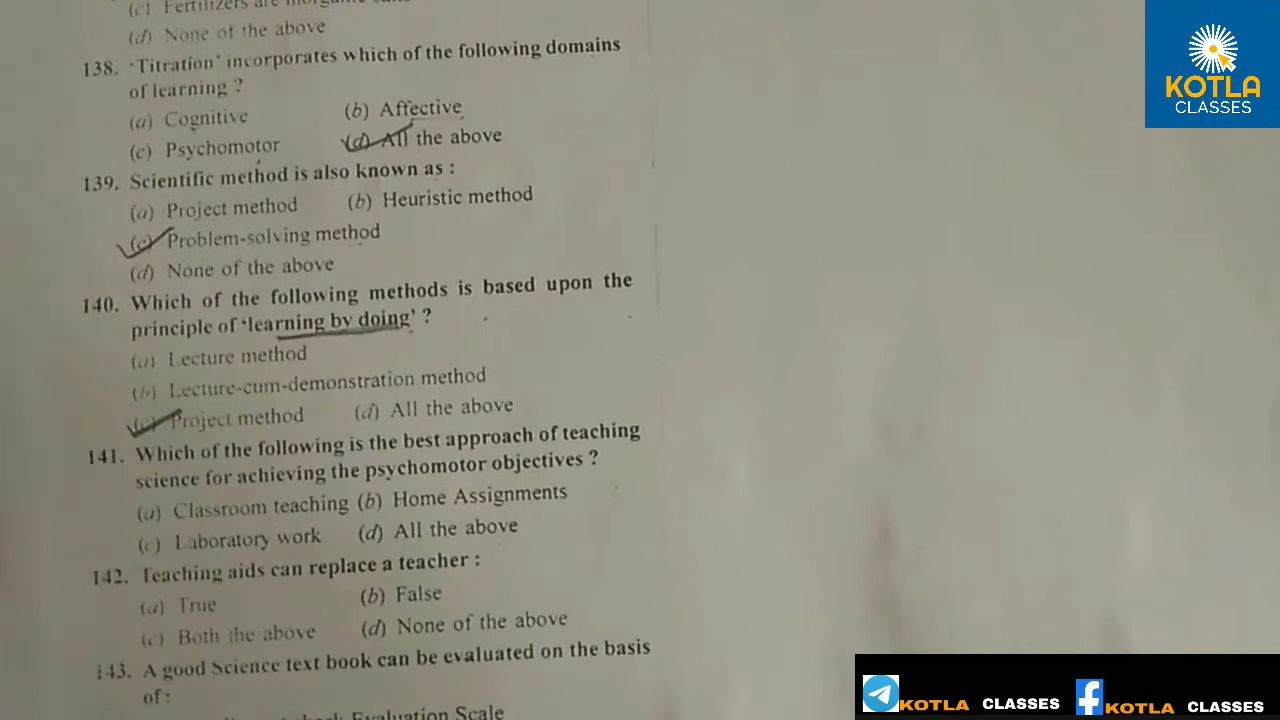 (c) Fertilizers are
(d) None of the above
138. 'Titration' incorporates which of the following domains
of learning ?
(a) Cognitive (b) Affective
(c) Psychomotor (d) All the above
139. Scientific method is also known as :
(a) Project method (b) Heuristic method
(c) Problem-solving method
(d) None of the above
140. Which of the following methods is based upon the
principle of 'learning by doing' ?
(a) Lecture method
(b) Lecture-cum-demonstration method
(c) Project method (d) All the above
141. Which of the following is the best approach of teaching
science for achieving the psychomotor objectives ?
(a) Classroom teaching (b) Home Assignments
(c) Laboratory work (d) All the above
142. Teaching aids can replace a teacher :
(a) True (b) False
(c) Both the above (d) None of the above
143. A good Science text book can be evaluated on the basis
of :
Evaluation Scale
KOTLA
CLASSES
KOTLA CLASSES
KOTLA CLASSES